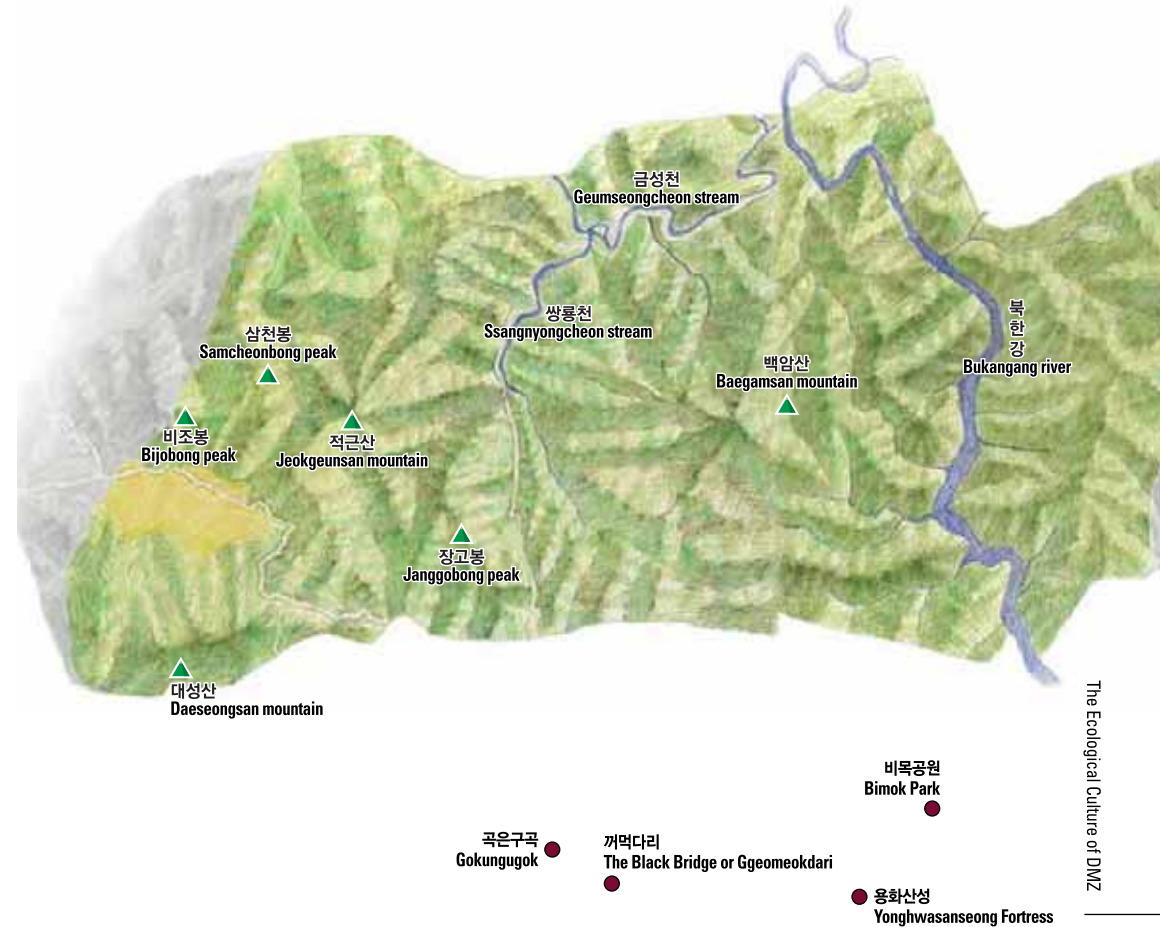 금성천
Geumseongcheon stream
쌍룡천
Ssangnyongcheon stream
북
한
강
Bukangang river
삼천봉
Samcheonbong peak
백암산
Baegamsan mountain
비조봉
Bijobong peak
적근산
Jeokgeunsan mountain
장고봉
Janggobong peak
대성산
Daeseongsan mountain
The Ecological Culture of DMZ
비목공원
Bimok Park
곡은구곡
Gokungugok
꺼먹다리
The Black Bridge or Ggeomeokdari
용화산성
Yonghwasanseong Fortress